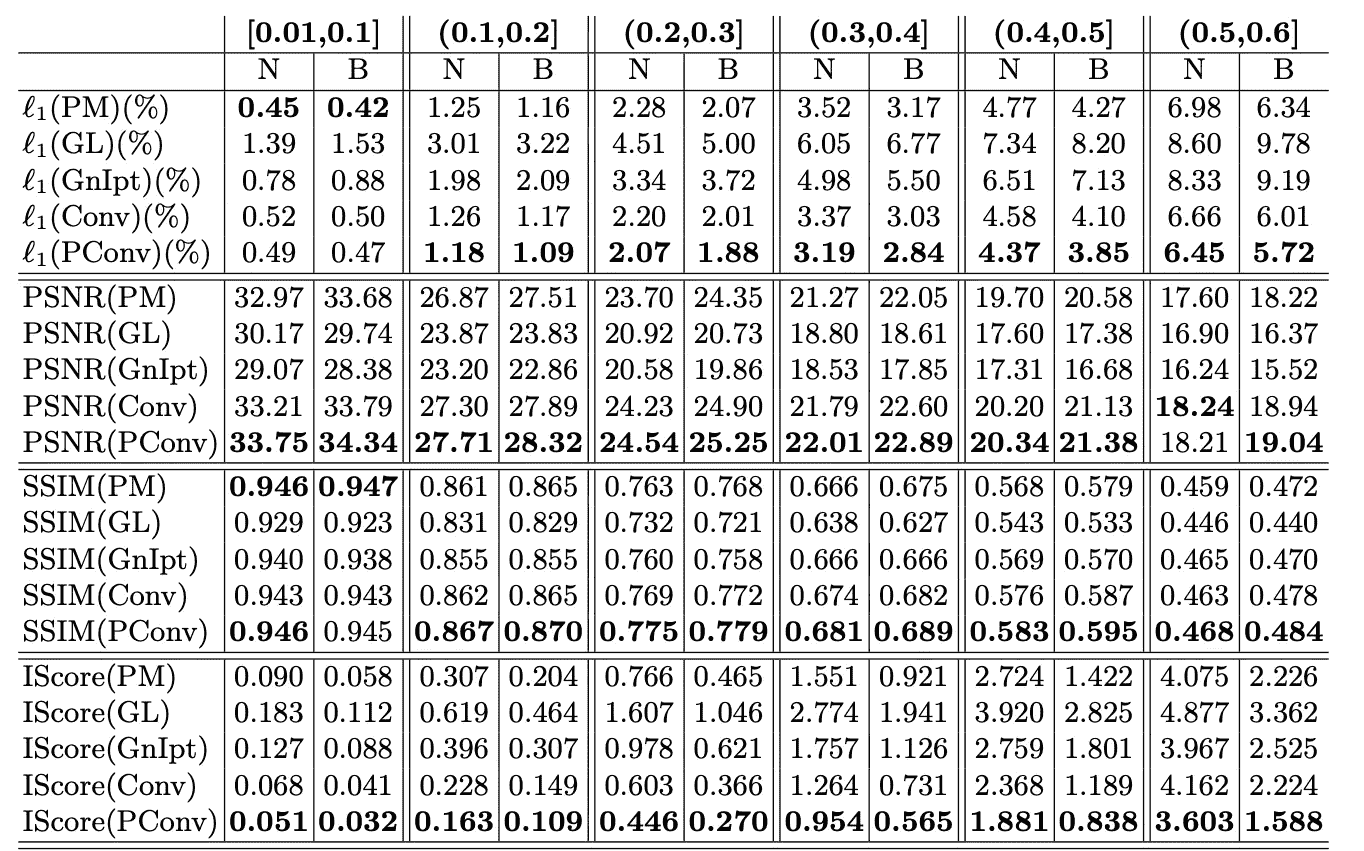 [0.01,0.1] (0.1,0.2] (0.2,0.3] (0.3,0.4] (0.4,0.5] (0.5,0.6]
N B N B N B N B N B N B
ℓ₁(PM)(%) 0.45 0.42 1.25 1.16 2.28 2.07 3.52 3.17 4.77 4.27 6.98 6.34
ℓ₁(GL)(%) 1.39 1.53 3.01 3.22 4.51 5.00 6.05 6.77 7.34 8.20 8.60 9.78
ℓ₁(GnIpt)(%) 0.78 0.88 1.98 2.09 3.34 3.72 4.98 5.50 6.51 7.13 8.33 9.19
ℓ₁(Conv)(%) 0.52 0.50 1.26 1.17 2.20 2.01 3.37 3.03 4.58 4.10 6.66 6.01
ℓ₁(PConv)(%) 0.49 0.47 1.18 1.09 2.07 1.88 3.19 2.84 4.37 3.85 6.45 5.72
PSNR(PM) 32.97 33.68 26.87 27.51 23.70 24.35 21.27 22.05 19.70 20.58 17.60 18.22
PSNR(GL) 30.17 29.74 23.87 23.83 20.92 20.73 18.80 18.61 17.60 17.38 16.90 16.37
PSNR(GnIpt) 29.07 28.38 23.20 22.86 20.58 19.86 18.53 17.85 17.31 16.68 16.24 15.52
PSNR(Conv) 33.21 33.79 27.30 27.89 24.23 24.90 21.79 22.60 20.20 21.13 18.24 18.94
PSNR(PConv) 33.75 34.34 27.71 28.32 24.54 25.25 22.01 22.89 20.34 21.38 18.21 19.04
SSIM(PM) 0.946 0.947 0.861 0.865 0.763 0.768 0.666 0.675 0.568 0.579 0.459 0.472
SSIM(GL) 0.929 0.923 0.831 0.829 0.732 0.721 0.638 0.627 0.543 0.533 0.446 0.440
SSIM(GnIpt) 0.940 0.938 0.855 0.855 0.760 0.758 0.666 0.666 0.569 0.570 0.465 0.470
SSIM(Conv) 0.943 0.943 0.862 0.865 0.769 0.772 0.674 0.682 0.576 0.587 0.463 0.478
SSIM(PConv) 0.946 0.945 0.867 0.870 0.775 0.779 0.681 0.689 0.583 0.595 0.468 0.484
IScore(PM) 0.090 0.058 0.307 0.204 0.766 0.465 1.551 0.921 2.724 1.422 4.075 2.226
IScore(GL) 0.183 0.112 0.619 0.464 1.607 1.046 2.774 1.941 3.920 2.825 4.877 3.362
IScore(GnIpt) 0.127 0.088 0.396 0.307 0.978 0.621 1.757 1.126 2.759 1.801 3.967 2.525
IScore(Conv) 0.068 0.041 0.228 0.149 0.603 0.366 1.264 0.731 2.368 1.189 4.162 2.224
IScore(PConv) 0.051 0.032 0.163 0.109 0.446 0.270 0.954 0.565 1.881 0.838 3.603 1.588